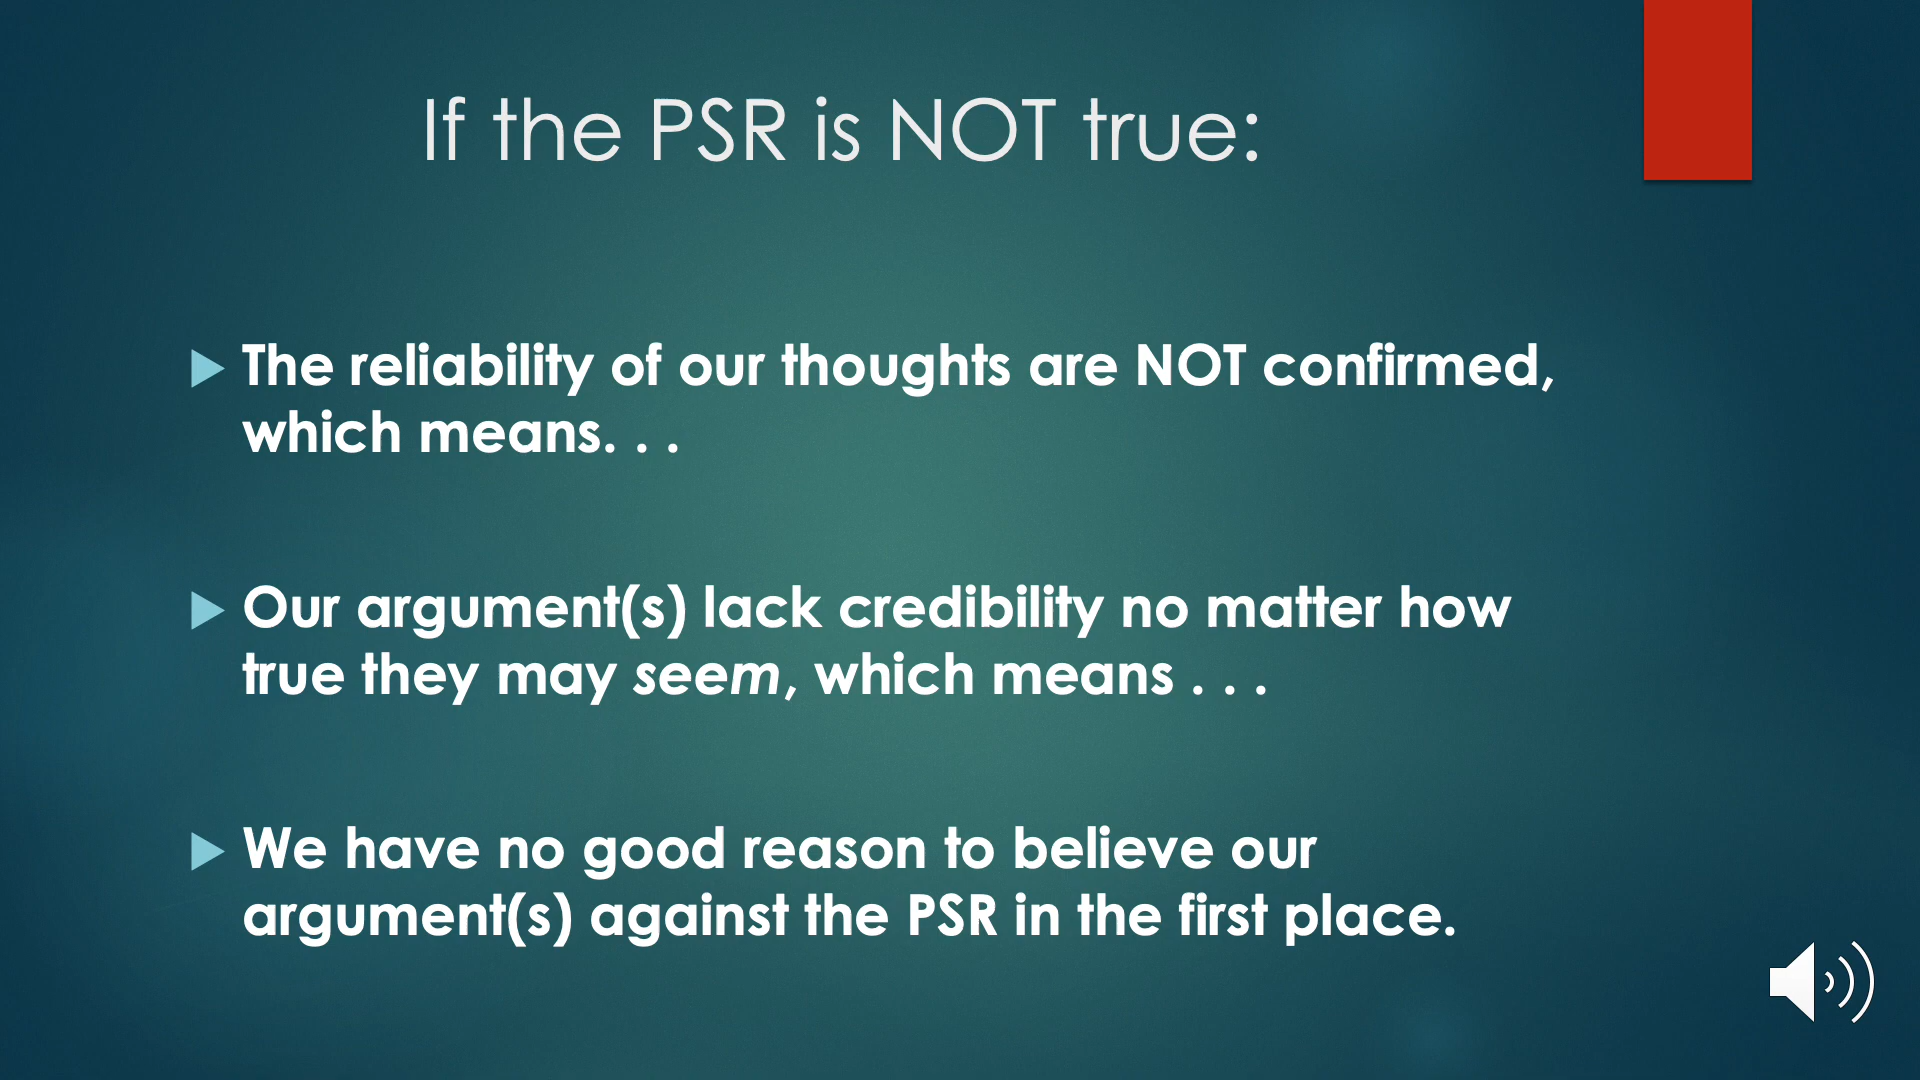 If the PSR is NOT true:
The reliability of our thoughts are NOT confirmed,
which means. . .
Our argument(s) lack credibility no matter how
true they may seem, which means . . .
We have no good reason to believe our
argument(s) against the PSR in the first place.